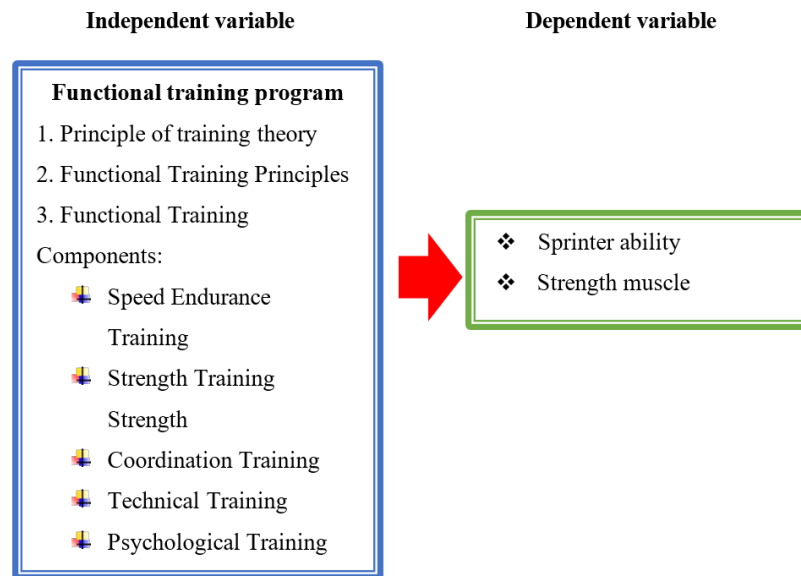 Independent variable
Dependent variable
Functional training program
1. Principle of training theory
2. Functional Training Principles
3. Functional Training
Components:
Speed Endurance
Training
Strength Training
Strength
Coordination Training
Technical Training
Psychological Training
❖ Sprinter ability
❖ Strength muscle